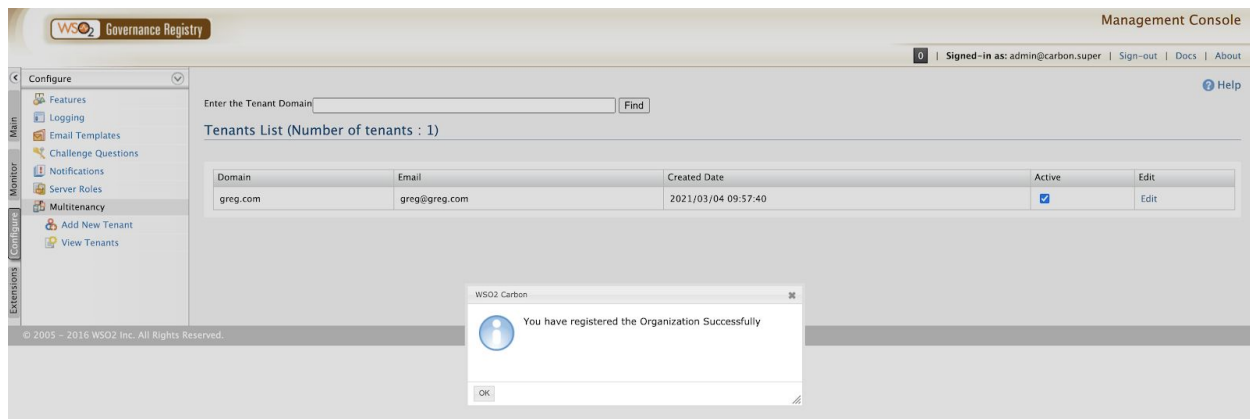 WSO2 Governance Registry
Management Console
0 | Signed-in as: admin@carbon.super | Sign-out | Docs | About
Configure
Help
Main
Monitor
Configure
Extensions
Features
Logging
Email Templates
Challenge Questions
Notifications
Server Roles
Multitenancy
Add New Tenant
View Tenants
Enter the Tenant Domain Find
Tenants List (Number of tenants : 1)
Domain Email Created Date Active Edit
greg.com greg@greg.com 2021/03/04 09:57:40 Edit
WSO2 Carbon
You have registered the Organization Successfully
OK
© 2005 - 2016 WSO2 Inc. All Rights Reserved.